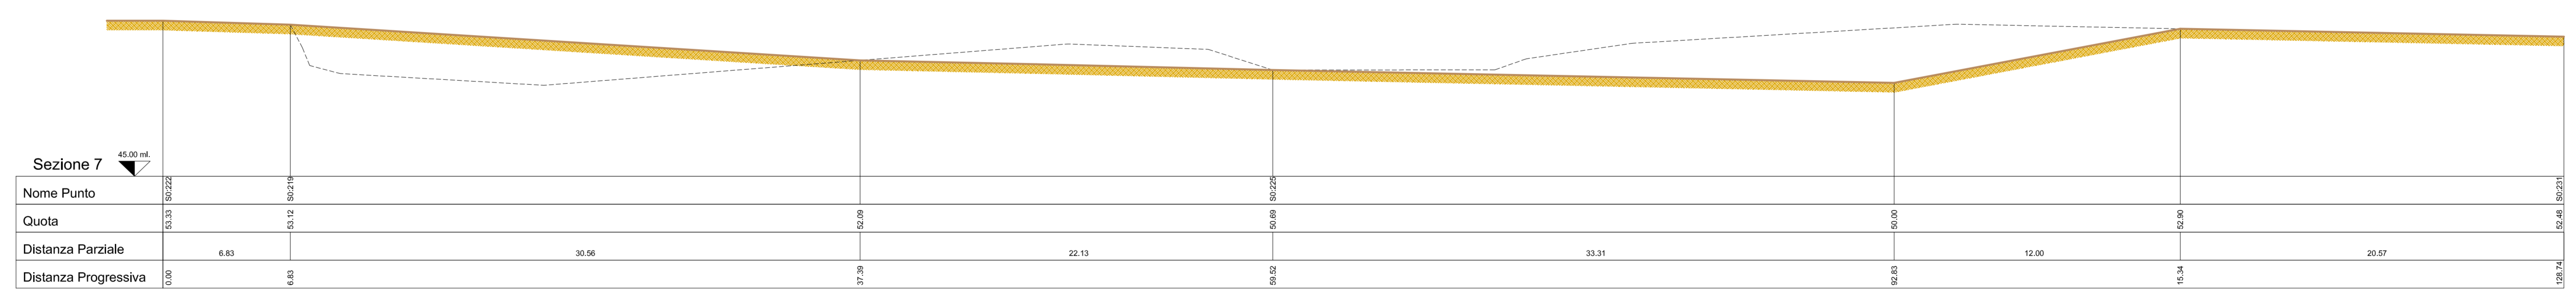 45.00 ml.
Sezione 7
Nome Punto S0:222 S0:219 S0:225 S0:231
Quota 53.33 53.12 52.09 50.69 50.00 52.90 52.48
Distanza Parziale 6.83 30.56 22.13 33.31 12.00 20.57
Distanza Progressiva 0.00 6.83 37.39 59.52 92.83 15.34 128.74